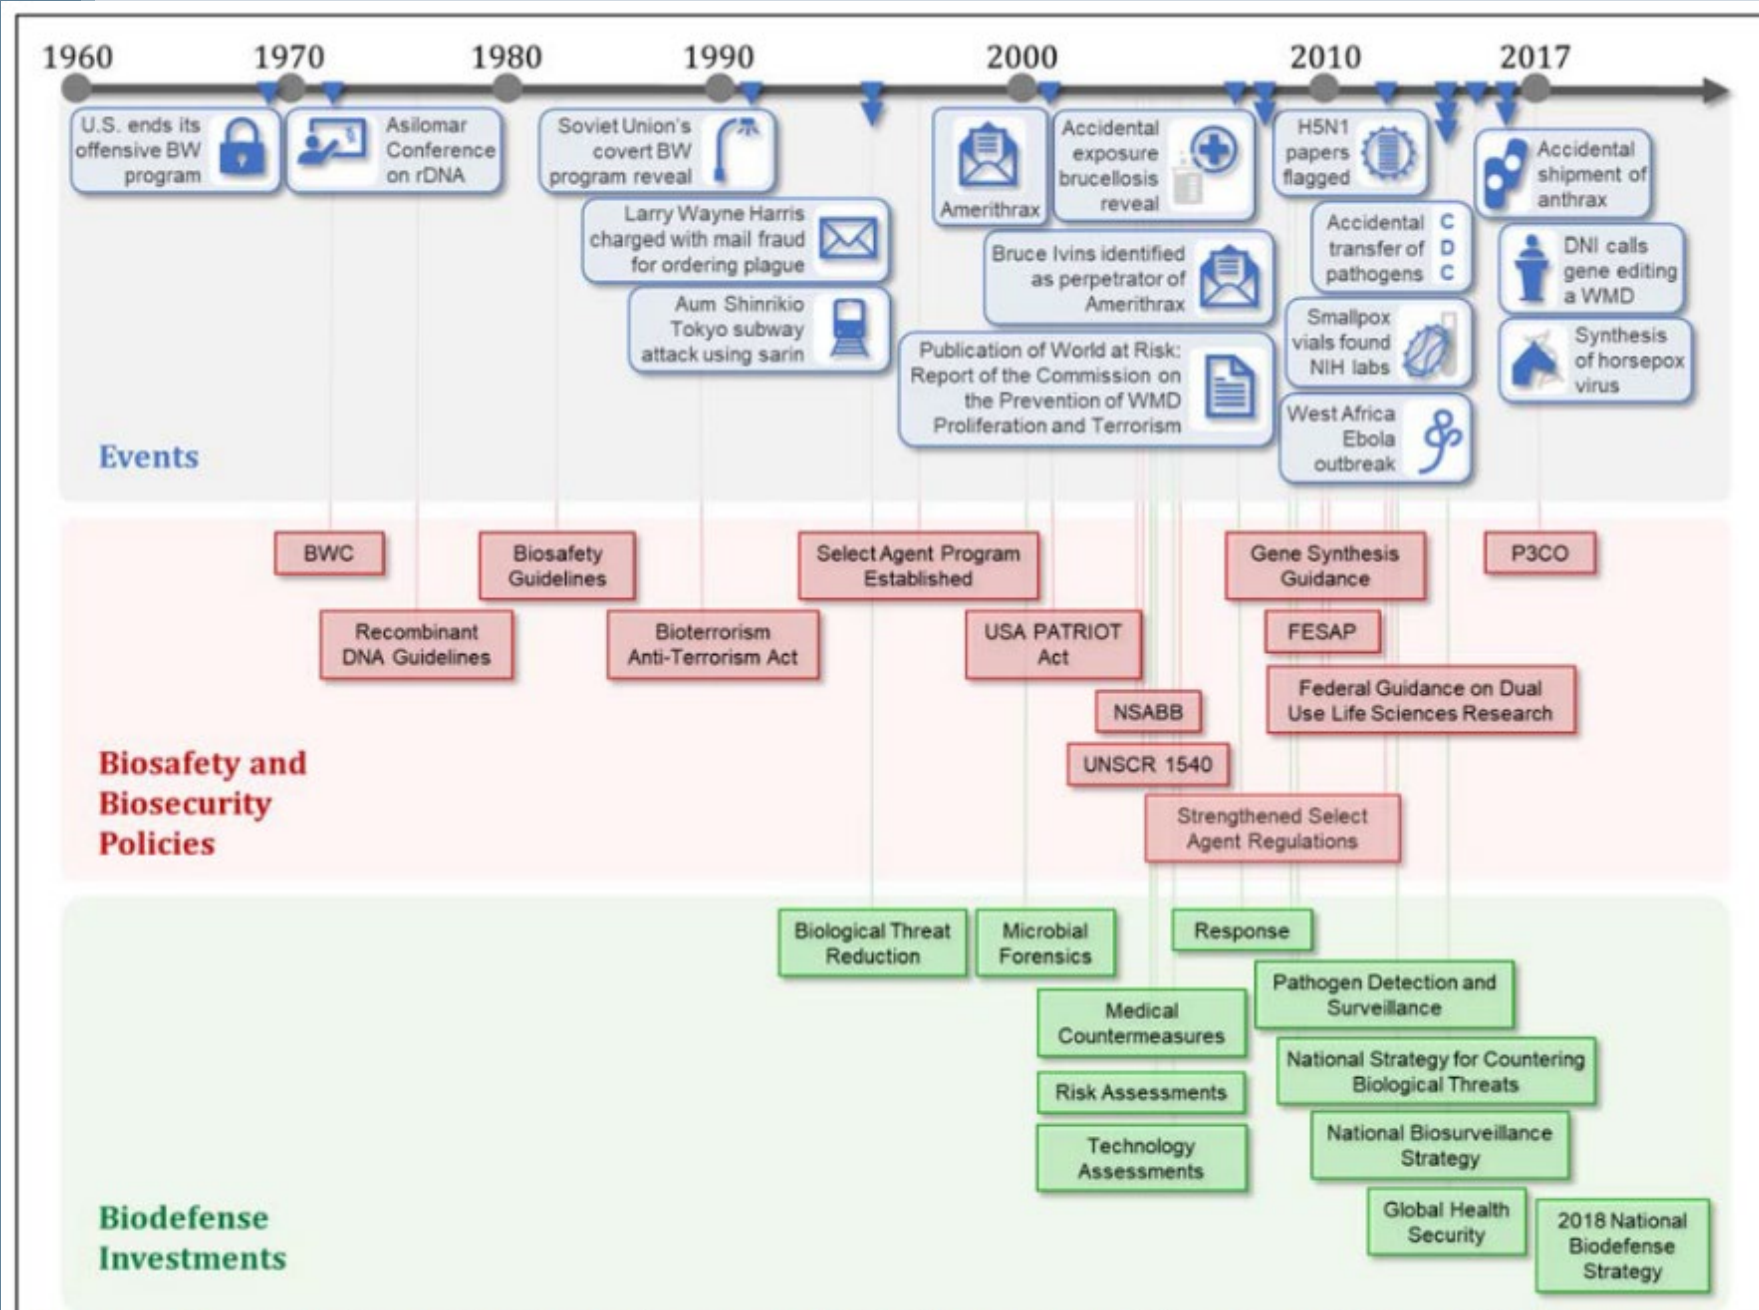 1960 1970 1980 1990 2000 2010 2017
U.S. ends its
offensive BW
program
Asilomar
Conference
on rDNA
Soviet Union's
covert BW
program reveal
Larry Wayne Harris
charged with mail fraud
for ordering plague
Aum Shinrikio
Tokyo subway
attack using sarin
Amerithrax
Accidental
exposure
brucellosis
reveal
Bruce Ivins identified
as perpetrator of
Amerithrax
Publication of World at Risk:
Report of the Commission on
the Prevention of WMD
Proliferation and Terrorism
H5N1
papers
flagged
Accidental
transfer of
pathogens
C
D
C
Smallpox
vials found
NIH labs
West Africa
Ebola
outbreak
Accidental
shipment of
anthrax
DNI calls
gene editing
a WMD
Synthesis
of horsepox
virus
Events
BWC
Biosafety
Guidelines
Select Agent Program
Established
Gene Synthesis
Guidance
P3CO
Recombinant
DNA Guidelines
Bioterrorism
Anti-Terrorism Act
USA PATRIOT
Act
FESAP
NSABB
Federal Guidance on Dual
Use Life Sciences Research
UNSCR 1540
Strengthened Select
Agent Regulations
Biosafety and
Biosecurity
Policies
Biological Threat
Reduction
Microbial
Forensics
Response
Pathogen Detection and
Surveillance
Medical
Countermeasures
National Strategy for Countering
Biological Threats
Risk Assessments
National Biosurveillance
Strategy
Technology
Assessments
Global Health
Security
2018 National
Biodefense
Strategy
Biodefense
Investments